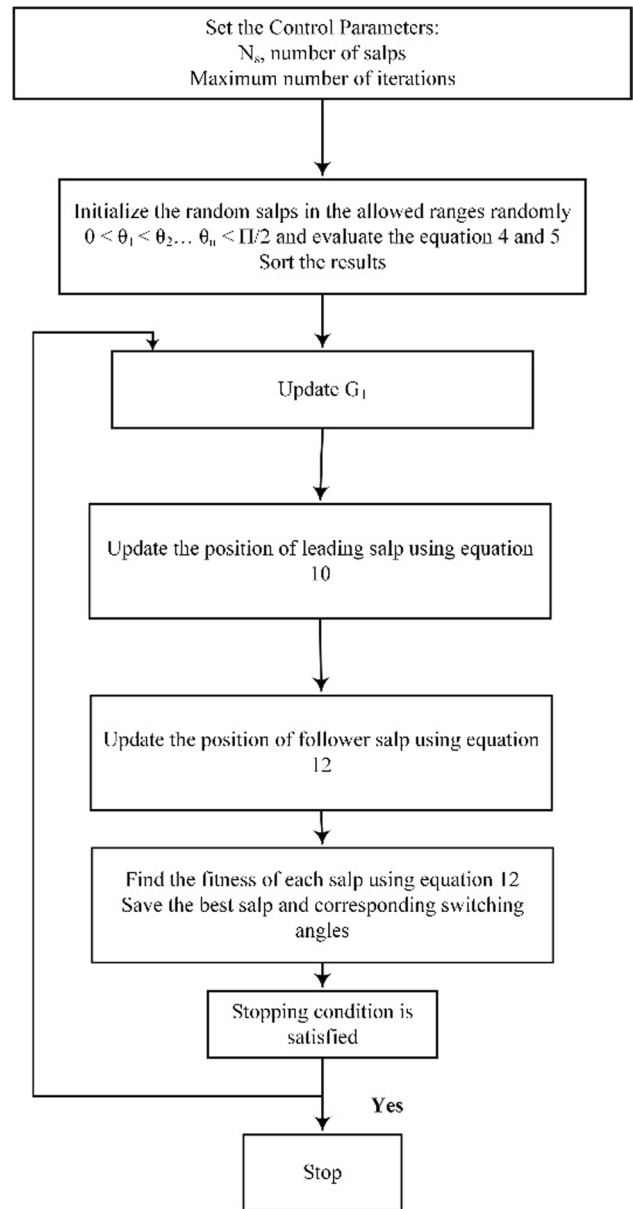 Set the Control Parameters:
Ns, number of salps
Maximum number of iterations
Initialize the random salps in the allowed ranges randomly
0 < θ1 < θ2... θn < Π/2 and evaluate the equation 4 and 5
Sort the results
Update G1
Update the position of leading salp using equation
10
Update the position of follower salp using equation
12
Find the fitness of each salp using equation 12
Save the best salp and corresponding switching
angles
Stopping condition is
satisfied
Yes
Stop